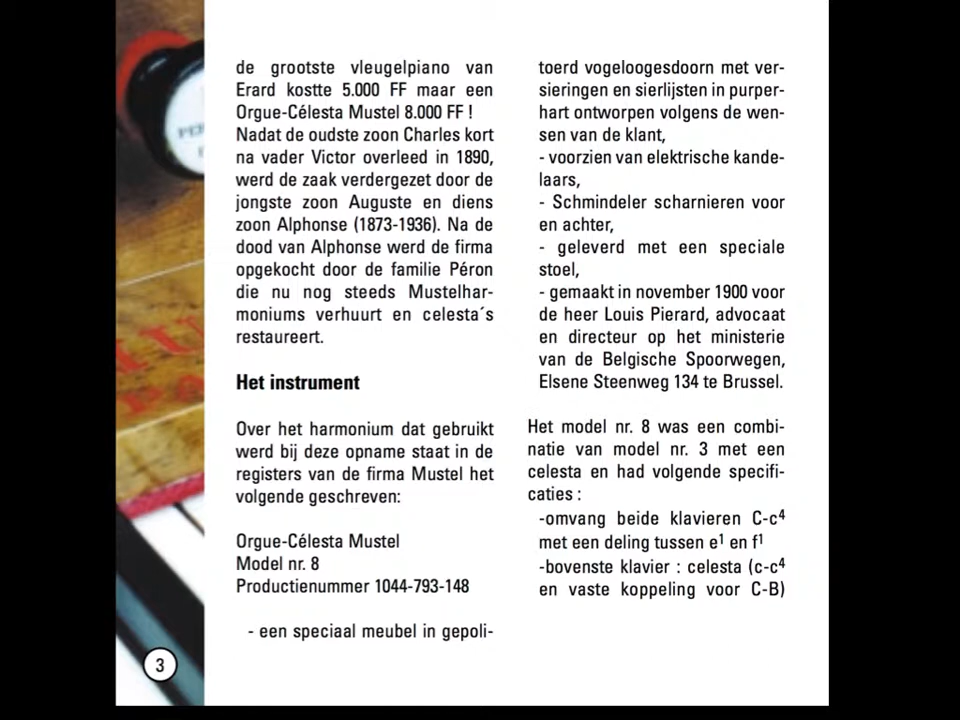 de grootste vleugelpiano van
Erard kostte 5.000 FF maar een
Orgue-Célesta Mustel 8.000 FF !
Nadat de oudste zoon Charles kort
na vader Victor overleed in 1890,
werd de zaak verdergezet door de
jongste zoon Auguste en diens
zoon Alphonse (1873-1936). Na de
dood van Alphonse werd de firma
opgekocht door de familie Péron
die nu nog steeds Mustelhar-
moniums verhuurt en celesta´s
restaureert.
Het instrument
Over het harmonium dat gebruikt
werd bij deze opname staat in de
registers van de firma Mustel het
volgende geschreven:
Orgue-Célesta Mustel
Model nr. 8
Productienummer 1044-793-148
- een speciaal meubel in gepoli-
toerd vogeloogesdoorn met ver-
sieringen en sierlijsten in purper-
hart ontworpen volgens de wen-
sen van de klant,
- voorzien van elektrische kande-
laars,
- Schmindeler scharnieren voor
en achter,
- geleverd met een speciale
stoel,
- gemaakt in november 1900 voor
de heer Louis Pierard, advocaat
en directeur op het ministerie
van de Belgische Spoorwegen,
Elsene Steenweg 134 te Brussel.
Het model nr. 8 was een combi-
natie van model nr. 3 met een
celesta en had volgende specifi-
caties :
-omvang beide klavieren C-c⁴
met een deling tussen e¹ en f¹
-bovenste klavier : celesta (c-c⁴
en vaste koppeling voor C-B)
3